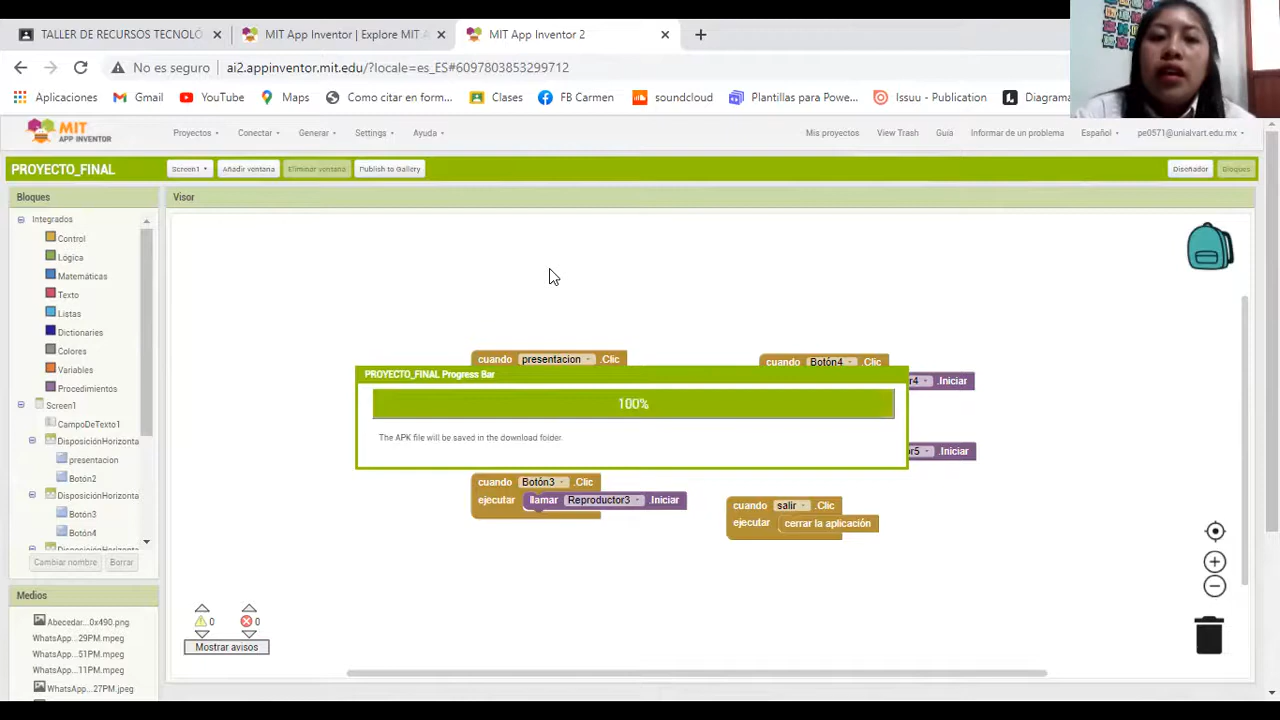 TALLER DE RECURSOS TECNOLÓ
MIT App Inventor | Explore MIT A
MIT App Inventor 2
No es seguro
ai2.appinventor.mit.edu/?locale=es_ES#6097803853299712
Aplicaciones
Gmail
YouTube
Maps
Como citar en form...
Clases
FB Carmen
soundcloud
Plantillas para Powe...
Issuu - Publication
Diagrama
MIT
APP INVENTOR
Proyectos
Conectar
Generar
Settings
Ayuda
Mis proyectos
View Trash
Guia
Informar de un problema
Español
pe0571@unialvart.edu.mx
PROYECTO_FINAL
Screen1
Añadir ventana
Eliminar ventana
Publish to Gallery
Diseñador
Bloques
Bloques
Integrados
Control
Lógica
Matemáticas
Texto
Listas
Dictionaries
Colores
Variables
Procedimientos
Screen1
CampoDeTexto1
DisposiciónHorizonta
presentacion
Botón2
DisposiciónHorizonta
Botón3
Botón4
DisposiciónHorizonta
Cambiar nombre
Borrar
Medios
Abecedar...0x490.png
WhatsApp...29PM.mpeg
WhatsApp...51PM.mpeg
WhatsApp...11PM.mpeg
WhatsApp...27PM.jpeg
Visor
cuando presentacion .Clic
cuando Botón4 .Clic
r4 .Iniciar
PROYECTO_FINAL Progress Bar
100%
The APK file will be saved in the download folder.
or5 .Iniciar
cuando Botón3 .Clic
ejecutar llamar Reproductor3 .Iniciar
cuando salir .Clic
ejecutar cerrar la aplicación
0
0
Mostrar avisos